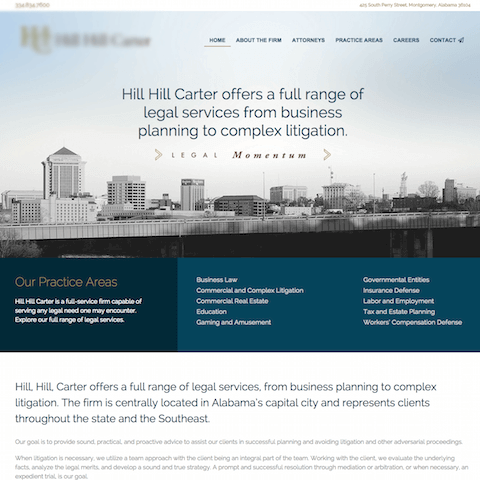 334.834.7600
425 South Perry Street, Montgomery, Alabama 36104
Hill Hill Carter
HOME ABOUT THE FIRM ATTORNEYS PRACTICE AREAS CAREERS CONTACT
Hill Hill Carter offers a full range of
legal services from business
planning to complex litigation.
LEGAL Momentum
Our Practice Areas
Hill Hill Carter is a full-service firm capable of
serving any legal need one may encounter.
Explore our full range of legal services.
Business Law
Commercial and Complex Litigation
Commercial Real Estate
Education
Gaming and Amusement
Governmental Entities
Insurance Defense
Labor and Employment
Tax and Estate Planning
Workers' Compensation Defense
Hill, Hill, Carter offers a full range of legal services, from business planning to complex
litigation. The firm is centrally located in Alabama's capital city and represents clients
throughout the state and the Southeast.
Our goal is to provide sound, practical, and proactive advice to assist our clients in successful planning and avoiding litigation and other adversarial proceedings.
When litigation is necessary, we utilize a team approach with the client being an integral part of the team. Working with the client, we evaluate the underlying
facts, analyze the legal merits, and develop a sound and true strategy. A prompt and successful resolution through mediation or arbitration, or when necessary, an
expedient trial, is our goal.